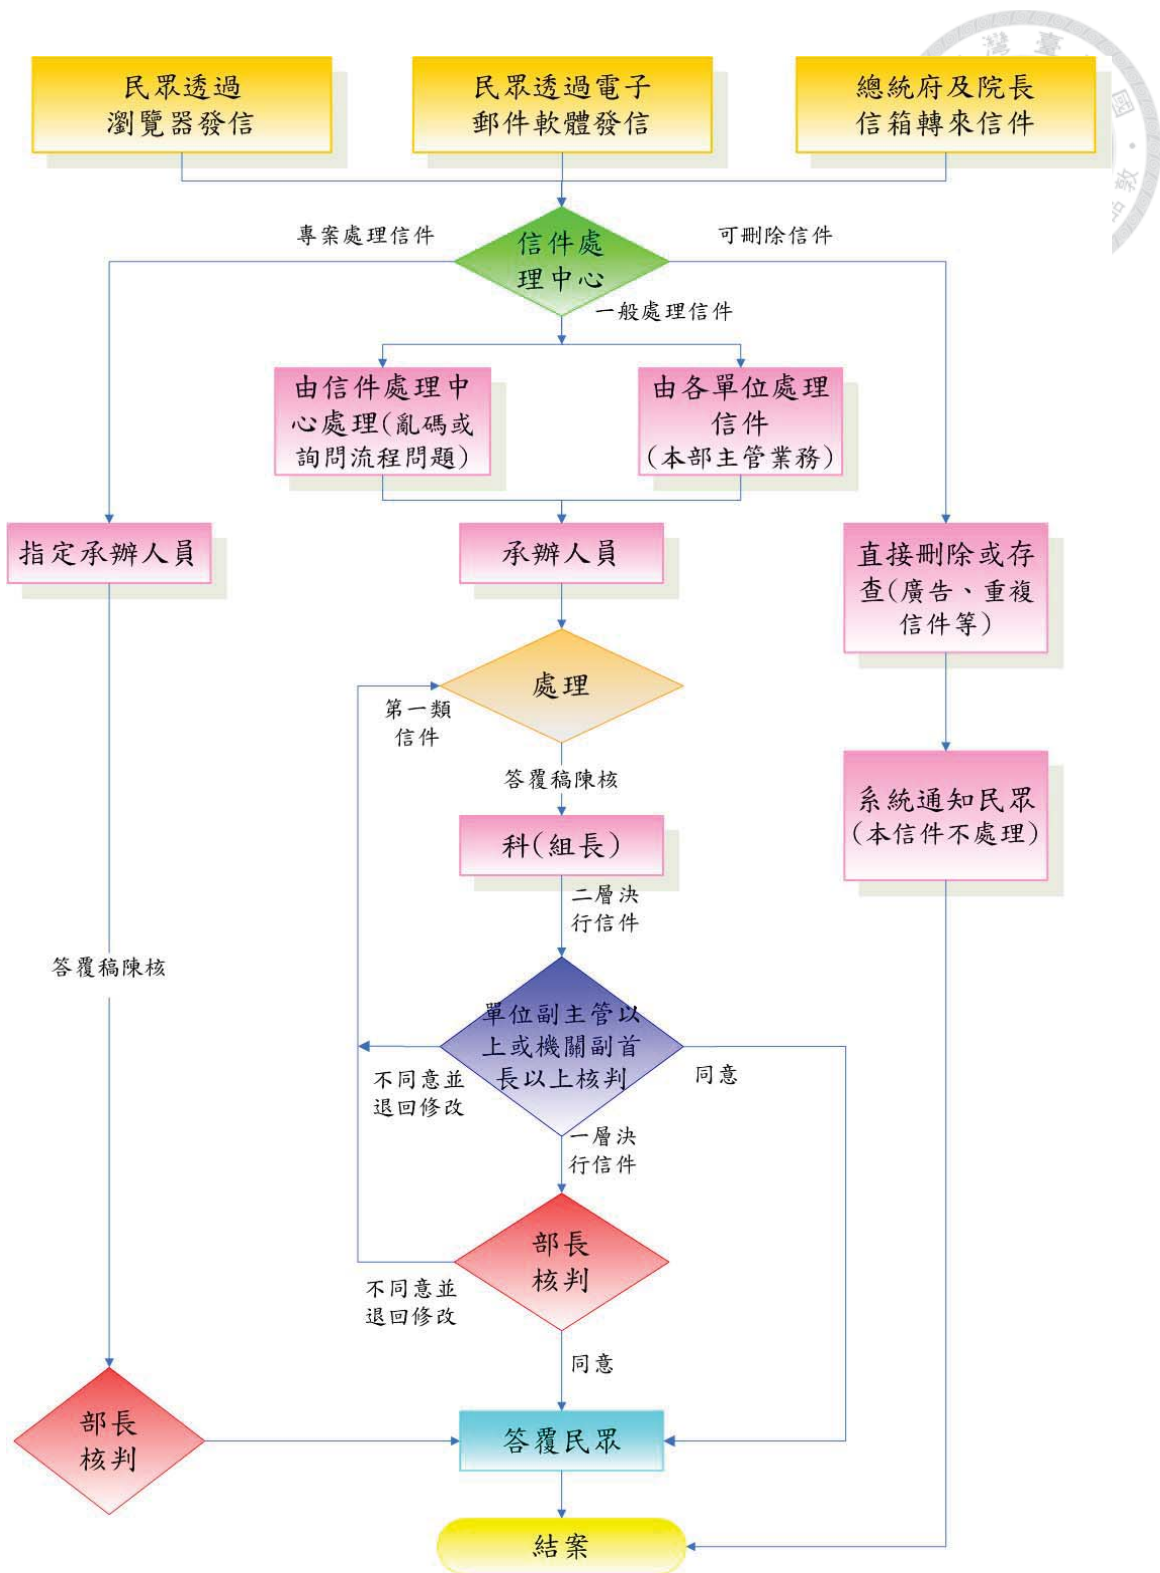 民眾透過
瀏覽器發信
民眾透過電子
郵件軟體發信
總統府及院長
信箱轉來信件
灣 臺
國
敦
品
專案處理信件
信件處
理中心
可刪除信件
一般處理信件
由信件處理中
心處理(亂碼或
詢問流程問題)
由各單位處理
信件
(本部主管業務)
指定承辦人員
承辦人員
直接刪除或存
查(廣告、重複
信件等)
處理
第一類
信件
答覆稿陳核
系統通知民眾
(本信件不處理)
科(組長)
二層決
行信件
答覆稿陳核
單位副主管以
上或機關副首
長以上核判
不同意並
退回修改
同意
一層決
行信件
部長
核判
不同意並
退回修改
同意
部長
核判
答覆民眾
結案